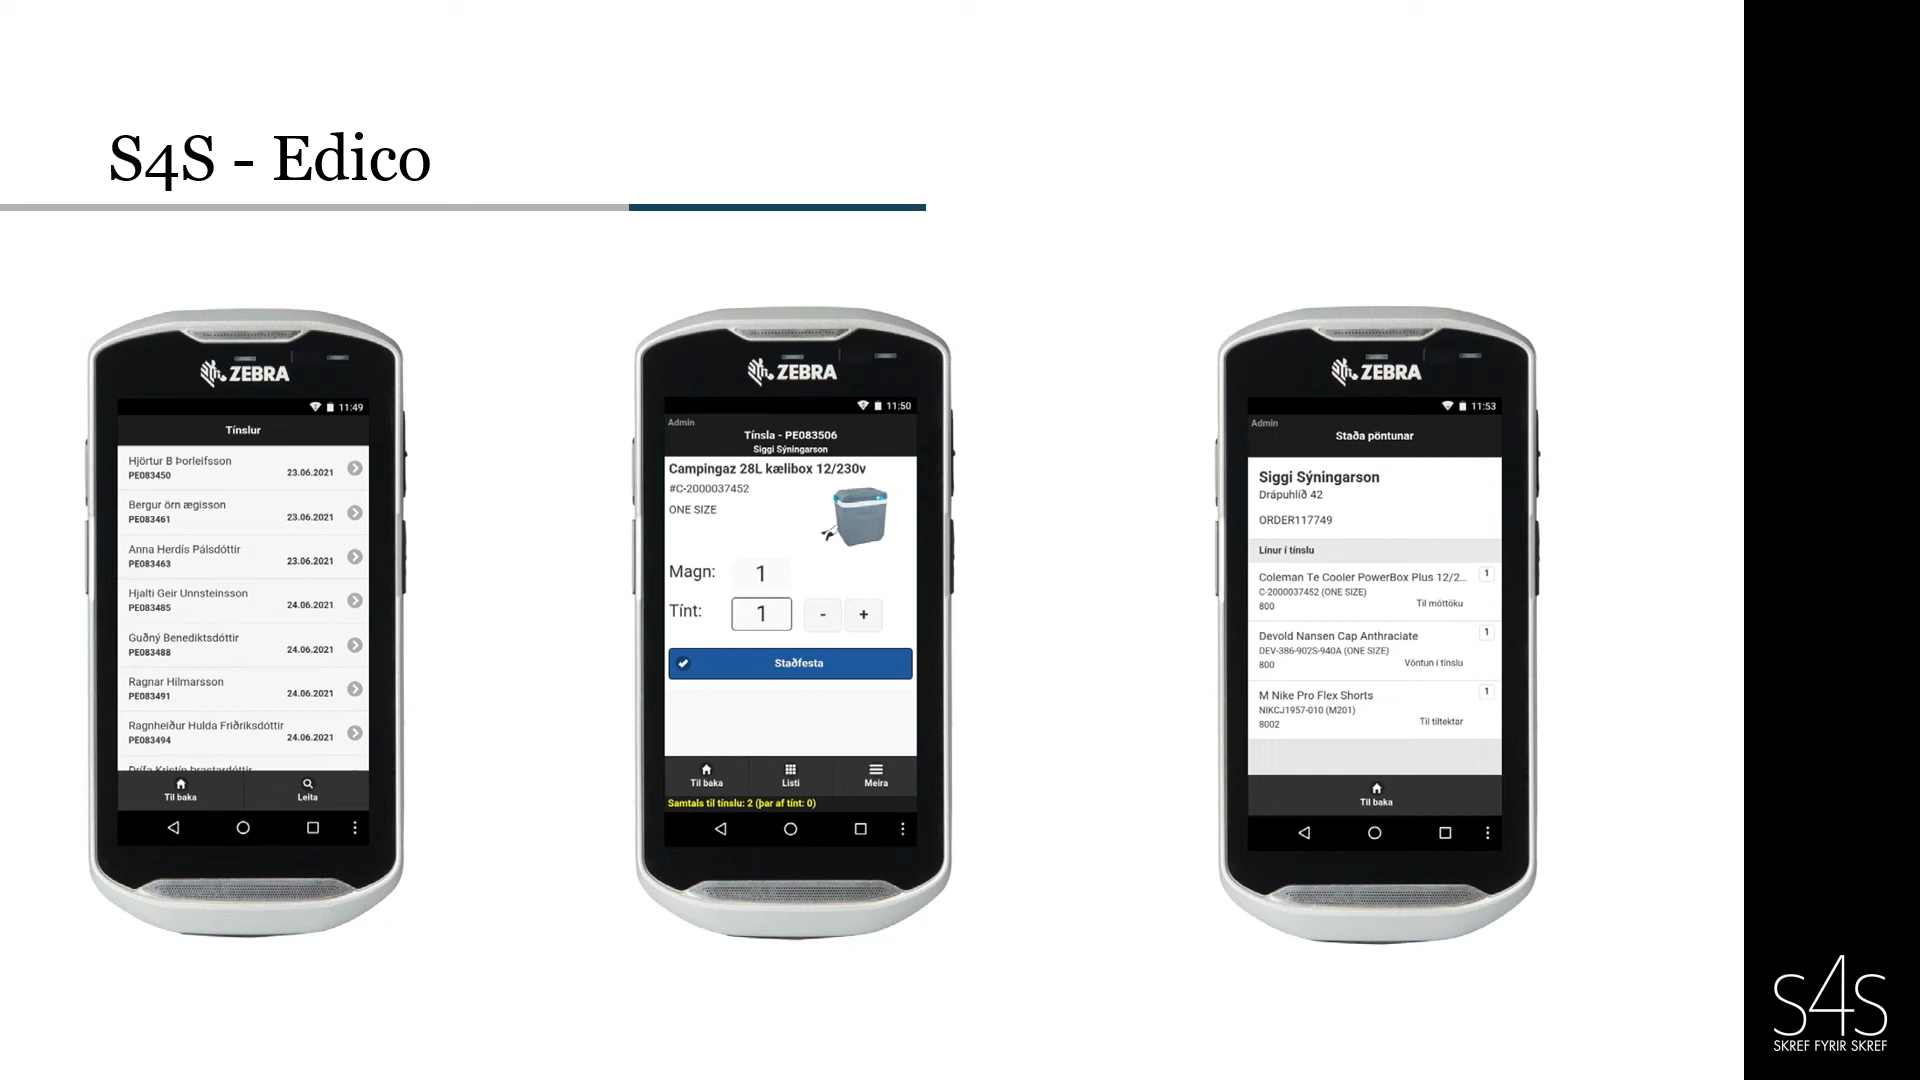 S4S - Edico
ZEBRA
11:49
Tínslur
Hjörtur B Þorleifsson
PE083450
23.06.2021
Bergur örn ægisson
PE083461
23.06.2021
Anna Herdís Pálsdóttir
PE083463
23.06.2021
Hjalti Geir Unnsteinsson
PE083485
24.06.2021
Guðný Benediktsdóttir
PE083488
24.06.2021
Ragnar Hilmarsson
PE083491
24.06.2021
Ragnheiður Hulda Friðriksdóttir
PE083494
24.06.2021
Til baka
Leita
ZEBRA
11:50
Admin
Tínsla - PE083506
Siggi Sýningarson
Campingaz 28L kælibox 12/230v
#C-2000037452
ONE SIZE
Magn: 1
Tínt: 1 - +
Staðfesta
Til baka
Listi
Meira
Samtals til tínslu: 2 (þar af tínt: 0)
ZEBRA
11:53
Admin
Staða pöntunar
Siggi Sýningarson
Drápuhlíð 42
ORDER117749
Línur í tínslu
Coleman Te Cooler PowerBox Plus 12/2... 1
C-2000037452 (ONE SIZE)
800 Til móttöku
Devold Nansen Cap Anthraciate 1
DEV-386-902S-940A (ONE SIZE)
800 Vöntun í tínslu
M Nike Pro Flex Shorts 1
NIKCJ1957-010 (M201)
8002 Til tiltektar
Til baka
S4S
SKREF FYRIR SKREF